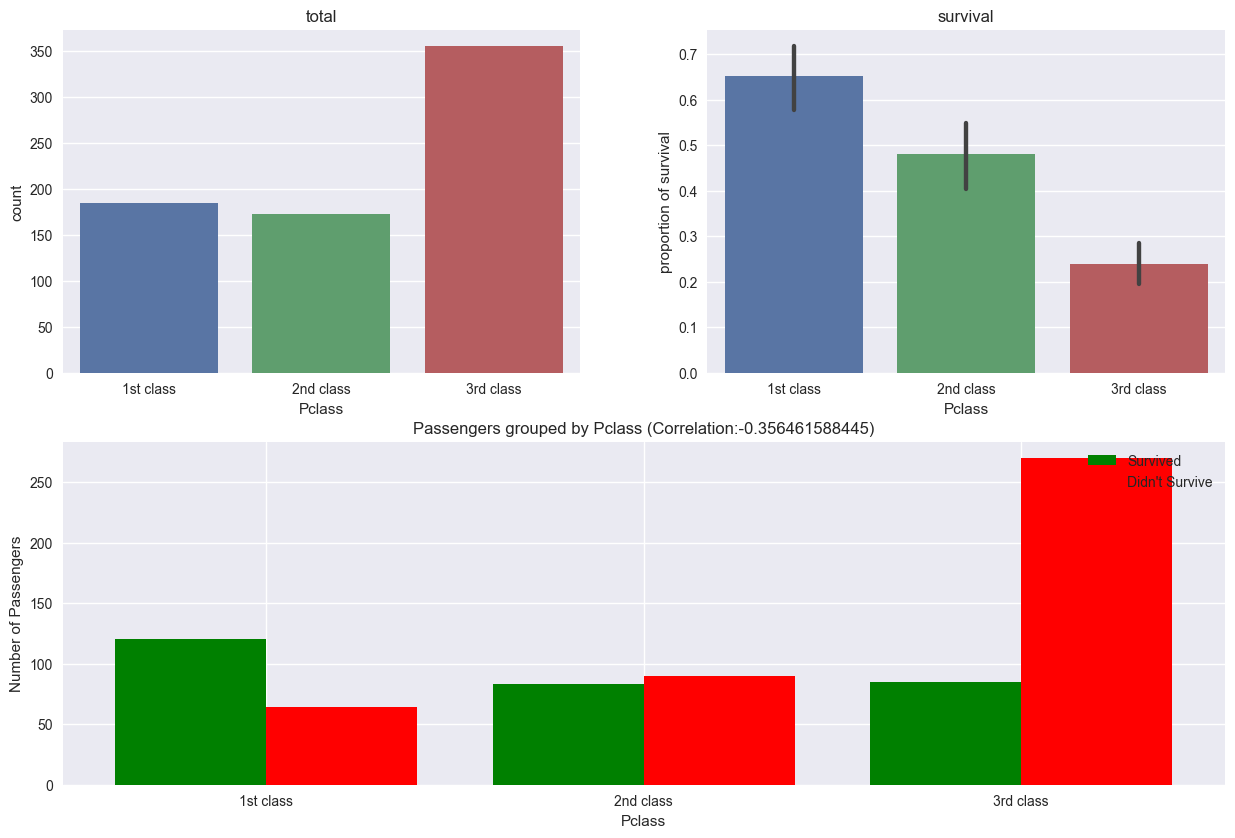 total
350
300
250
200
150
100
50
0
count
1st class 2nd class 3rd class
Pclass
survival
0.7
0.6
0.5
0.4
0.3
0.2
0.1
0.0
proportion of survival
1st class 2nd class 3rd class
Pclass
Passengers grouped by Pclass (Correlation:-0.356461588445)
Survived
Didn't Survive
250
200
150
100
50
0
Number of Passengers
1st class 2nd class 3rd class
Pclass